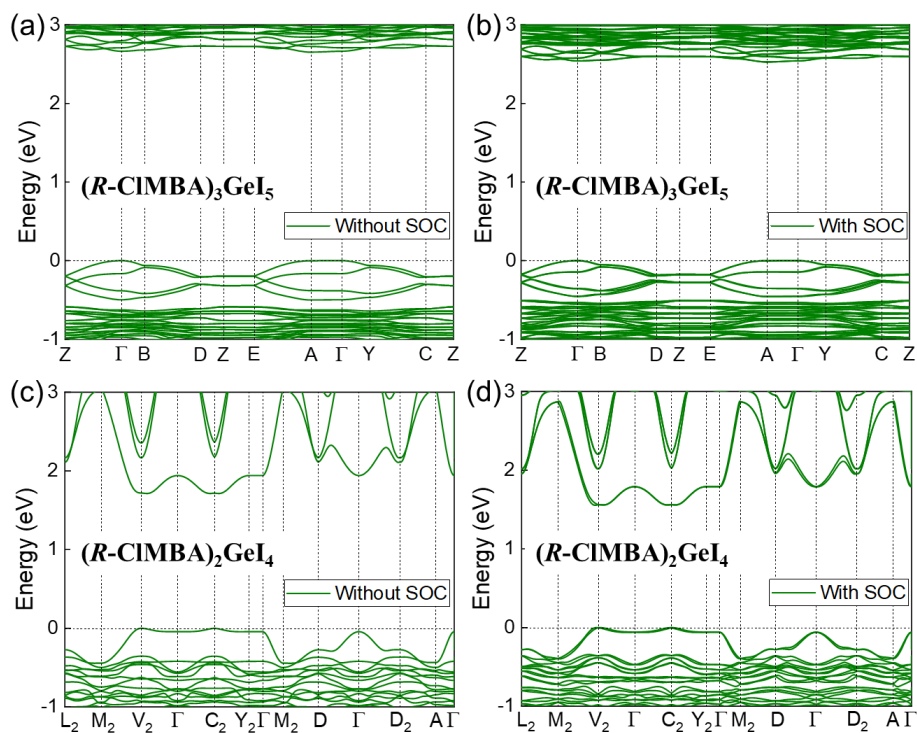 (a)
3
2
1
0
-1
Energy (eV)
(R-ClMBA)₃GeI₅
Without SOC
Z Γ B D Z E A Γ Y C Z
(b)
3
2
1
0
-1
Energy (eV)
(R-ClMBA)₃GeI₅
With SOC
Z Γ B D Z E A Γ Y C Z
(c)
3
2
1
0
-1
Energy (eV)
(R-ClMBA)₂GeI₄
Without SOC
L₂ M₂ V₂ Γ C₂ Y₂ Γ M₂ D Γ D₂ A Γ
(d)
3
2
1
0
-1
Energy (eV)
(R-ClMBA)₂GeI₄
With SOC
L₂ M₂ V₂ Γ C₂ Y₂ Γ M₂ D Γ D₂ A Γ